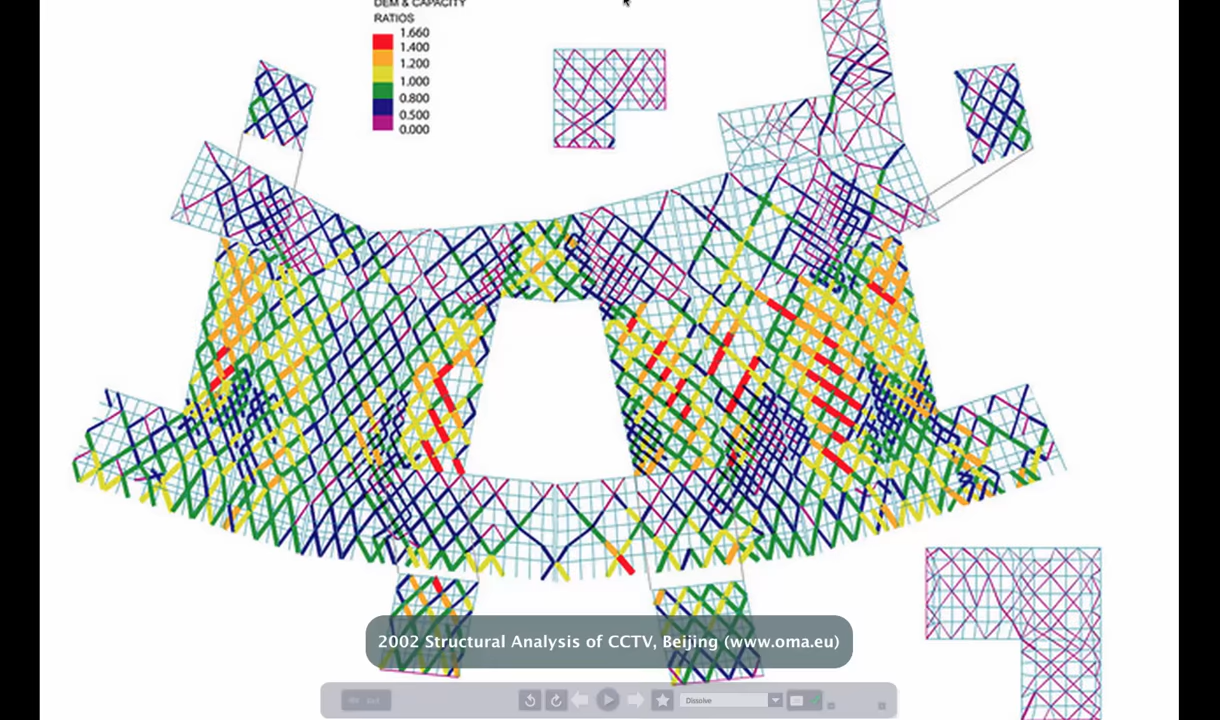 DEM & CAPACITY
RATIOS
1.660
1.400
1.200
1.000
0.800
0.500
0.000
2002 Structural Analysis of CCTV, Beijing (www.oma.eu)
Dissolve